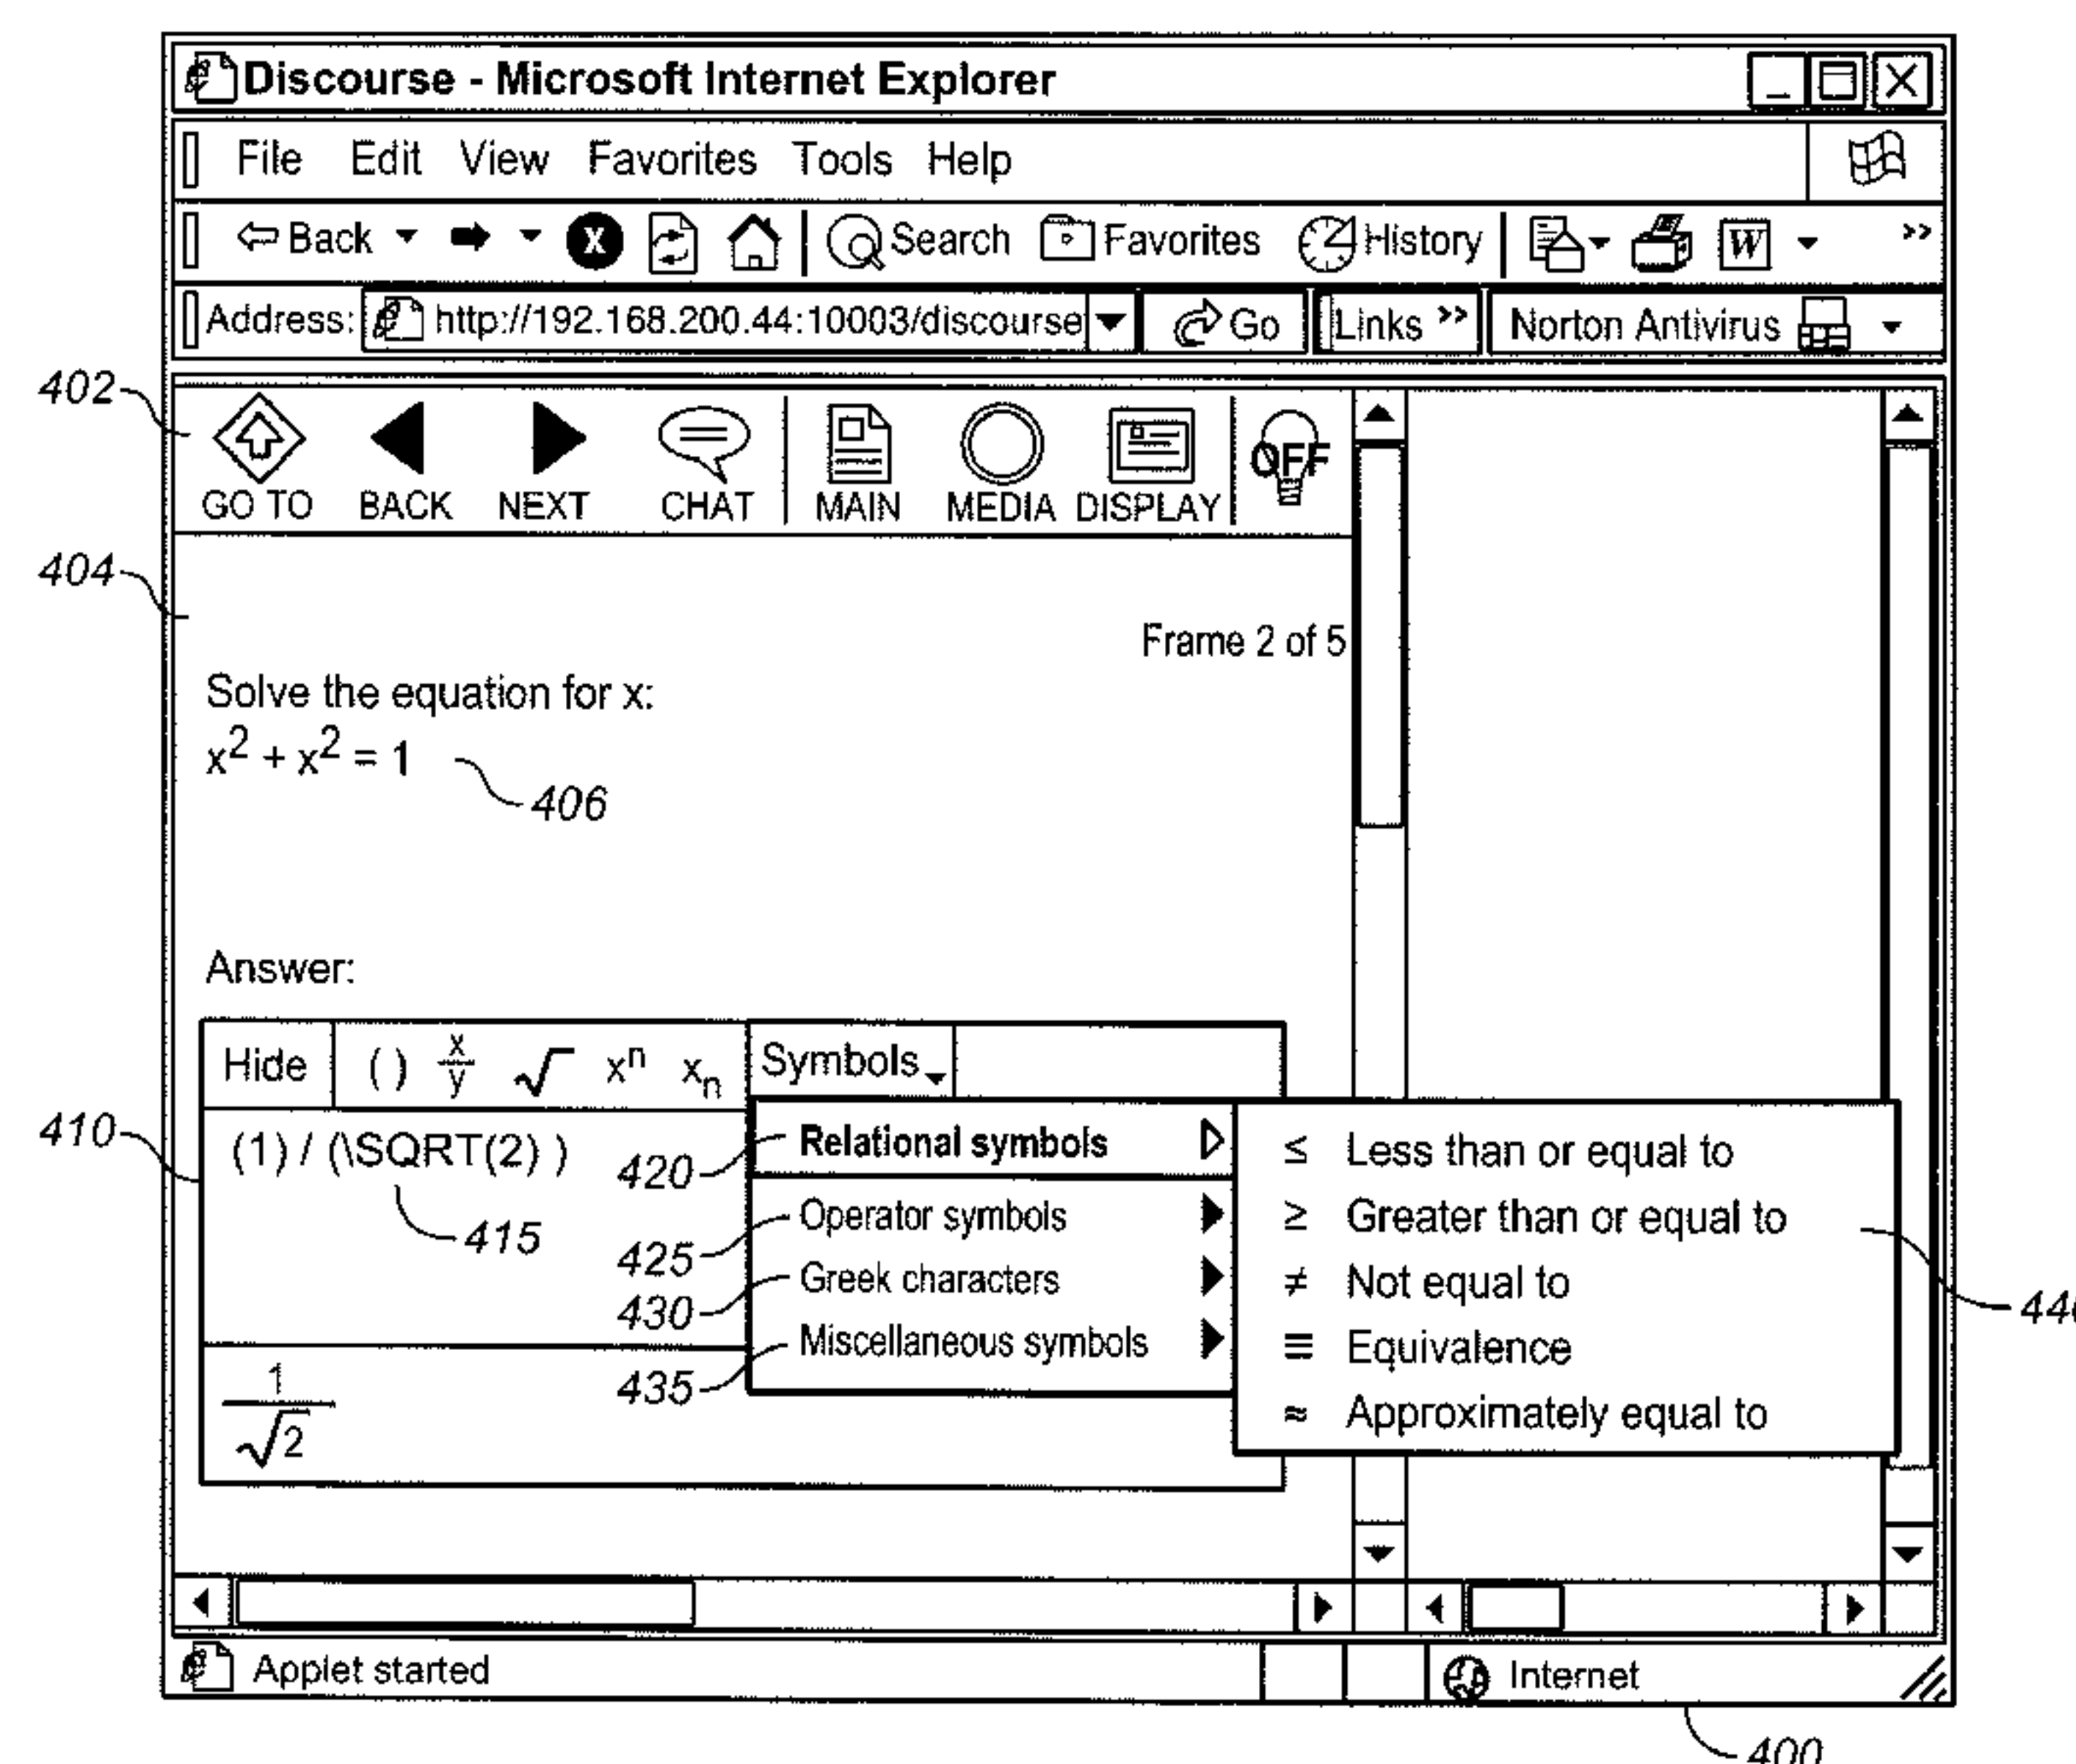 Discourse - Microsoft Internet Explorer
File Edit View Favorites Tools Help
Back X Search Favorites History W >>
Address: http://192.168.200.44:10003/discourse Go Links >> Norton Antivirus
402
GO TO BACK NEXT CHAT MAIN MEDIA DISPLAY OFF
404
Frame 2 of 5
Solve the equation for x:
x² + x² = 1
406
Answer:
Hide ( ) x/y √ xⁿ xₙ Symbols
410
(1) / (\SQRT(2) )
415
420 Relational symbols
425 Operator symbols
430 Greek characters
435 Miscellaneous symbols
≤ Less than or equal to
≥ Greater than or equal to
≠ Not equal to
≡ Equivalence
≈ Approximately equal to
1
√2
Applet started Internet
400